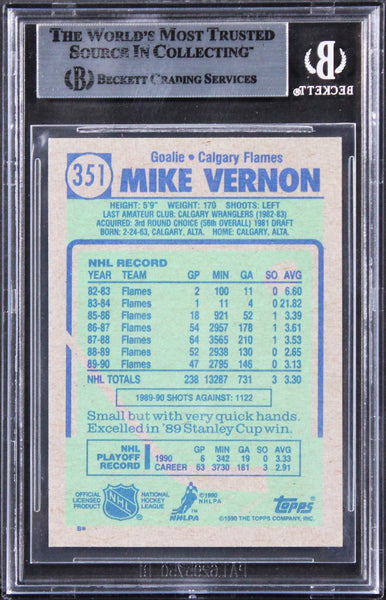 THE WORLD'S MOST TRUSTED
SOURCE IN COLLECTING™
B BECKETT GRADING SERVICES
B
BECKETT
351
Goalie • Calgary Flames
MIKE VERNON
HEIGHT: 5'9" WEIGHT: 170 SHOOTS: LEFT
LAST AMATEUR CLUB: CALGARY WRANGLERS (1982-83)
ACQUIRED: 3RD ROUND CHOICE (56th OVERALL) 1981 DRAFT
BORN: 2-24-63, CALGARY, ALTA. HOME: CALGARY, ALTA.
NHL RECORD
YEAR TEAM GP MIN GA SO AVG
82-83 Flames 2 100 11 0 6.60
83-84 Flames 1 11 4 0 21.82
85-86 Flames 18 921 52 1 3.39
86-87 Flames 54 2957 178 1 3.61
87-88 Flames 64 3565 210 1 3.53
88-89 Flames 52 2938 130 0 2.65
89-90 Flames 47 2795 146 0 3.13
NHL TOTALS 238 13287 731 3 3.30
1989-90 SHOTS AGAINST: 1122
Small but with very quick hands.
Excelled in '89 Stanley Cup win.
NHL GP MIN GA SO AVG
PLAYOFF 1990 6 342 19 0 3.33
RECORD CAREER 63 3730 181 3 2.91
OFFICIAL LICENSED PRODUCT
NHL
NATIONAL HOCKEY LEAGUE
©1990 NHLPA
NHLPA
topps
©1990 THE TOPPS COMPANY, INC.
B*